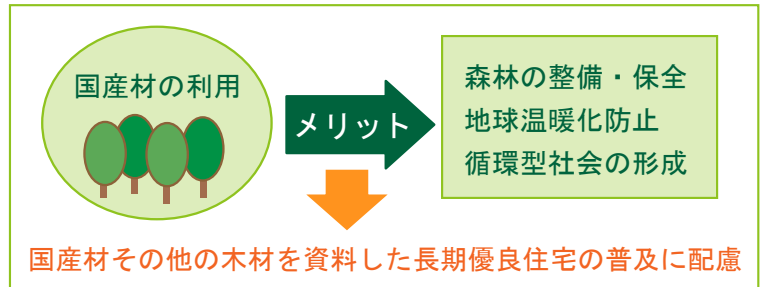 国産材の利用
メリット
森林の整備・保全
地球温暖化防止
循環型社会の形成
国産材その他の木材を資料した長期優良住宅の普及に配慮